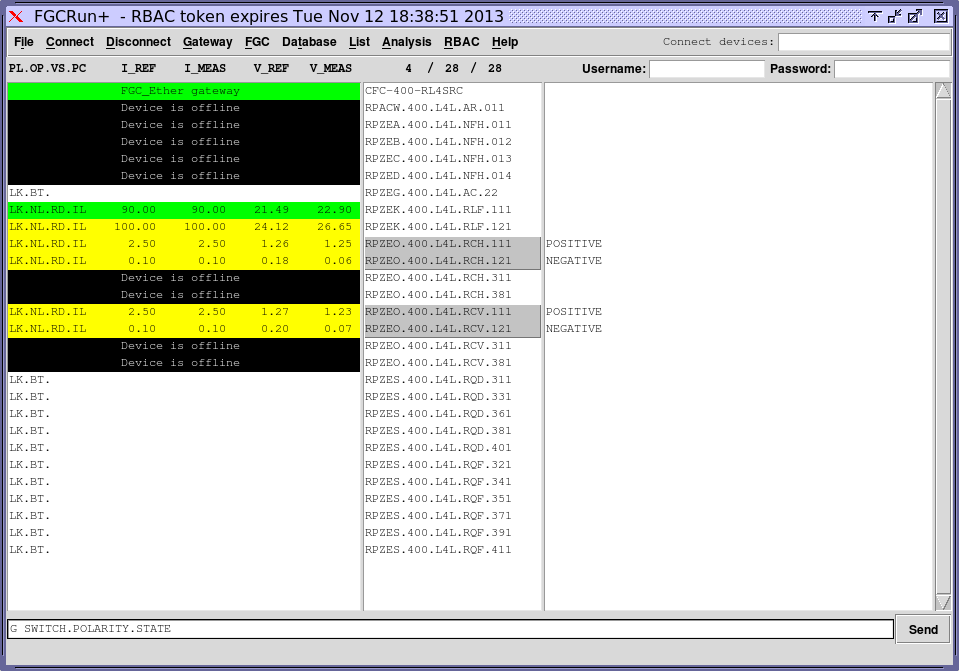 FGCRun+ - RBAC token expires Tue Nov 12 18:38:51 2013
File Connect Disconnect Gateway FGC Database List Analysis RBAC Help Connect devices:
PL.OP.VS.PC I_REF I_MEAS V_REF V_MEAS 4 / 28 / 28 Username: Password:
FGC_Ether gateway CFC-400-RL4SRC
Device is offline RPACW.400.L4L.AR.011
Device is offline RPZEA.400.L4L.NFH.011
Device is offline RPZEB.400.L4L.NFH.012
Device is offline RPZEC.400.L4L.NFH.013
Device is offline RPZED.400.L4L.NFH.014
LK.BT. RPZEG.400.L4L.AC.22
LK.NL.RD.IL 90.00 90.00 21.49 22.90 RPZEK.400.L4L.RLF.111
LK.NL.RD.IL 100.00 100.00 24.12 26.65 RPZEK.400.L4L.RLF.121
LK.NL.RD.IL 2.50 2.50 1.26 1.25 RPZEO.400.L4L.RCH.111 POSITIVE
LK.NL.RD.IL 0.10 0.10 0.18 0.06 RPZEO.400.L4L.RCH.121 NEGATIVE
Device is offline RPZEO.400.L4L.RCH.311
Device is offline RPZEO.400.L4L.RCH.381
LK.NL.RD.IL 2.50 2.50 1.27 1.23 RPZEO.400.L4L.RCV.111 POSITIVE
LK.NL.RD.IL 0.10 0.10 0.20 0.07 RPZEO.400.L4L.RCV.121 NEGATIVE
Device is offline RPZEO.400.L4L.RCV.311
Device is offline RPZEO.400.L4L.RCV.381
LK.BT. RPZES.400.L4L.RQD.311
LK.BT. RPZES.400.L4L.RQD.331
LK.BT. RPZES.400.L4L.RQD.361
LK.BT. RPZES.400.L4L.RQD.381
LK.BT. RPZES.400.L4L.RQD.401
LK.BT. RPZES.400.L4L.RQF.321
LK.BT. RPZES.400.L4L.RQF.341
LK.BT. RPZES.400.L4L.RQF.351
LK.BT. RPZES.400.L4L.RQF.371
LK.BT. RPZES.400.L4L.RQF.391
LK.BT. RPZES.400.L4L.RQF.411
G SWITCH.POLARITY.STATE Send